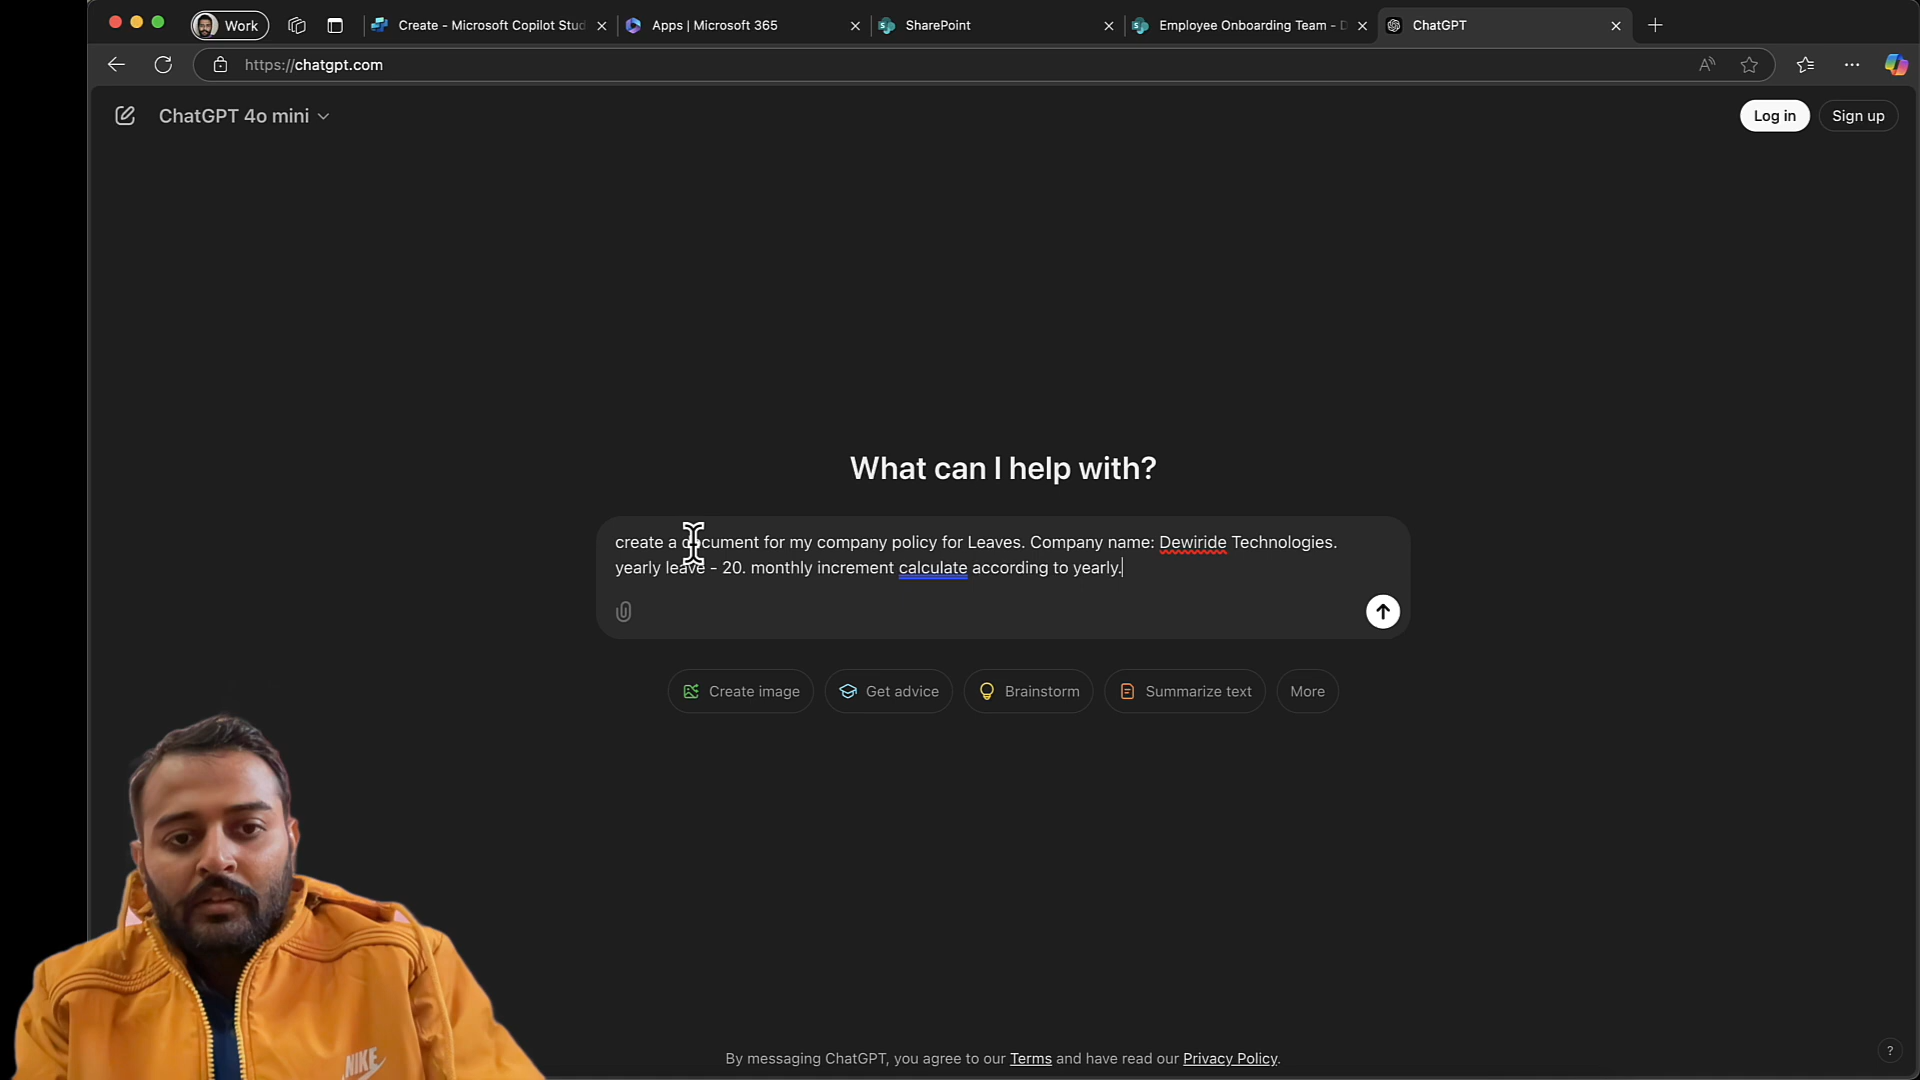 Work
Create - Microsoft Copilot Stud
Apps | Microsoft 365
SharePoint
Employee Onboarding Team - D
ChatGPT
https://chatgpt.com
ChatGPT 4o mini
Log in
Sign up
What can I help with?
create a document for my company policy for Leaves. Company name: Dewiride Technologies.
yearly leave - 20. monthly increment calculate according to yearly.
Create image
Get advice
Brainstorm
Summarize text
More
NIKE
By messaging ChatGPT, you agree to our Terms and have read our Privacy Policy.
?